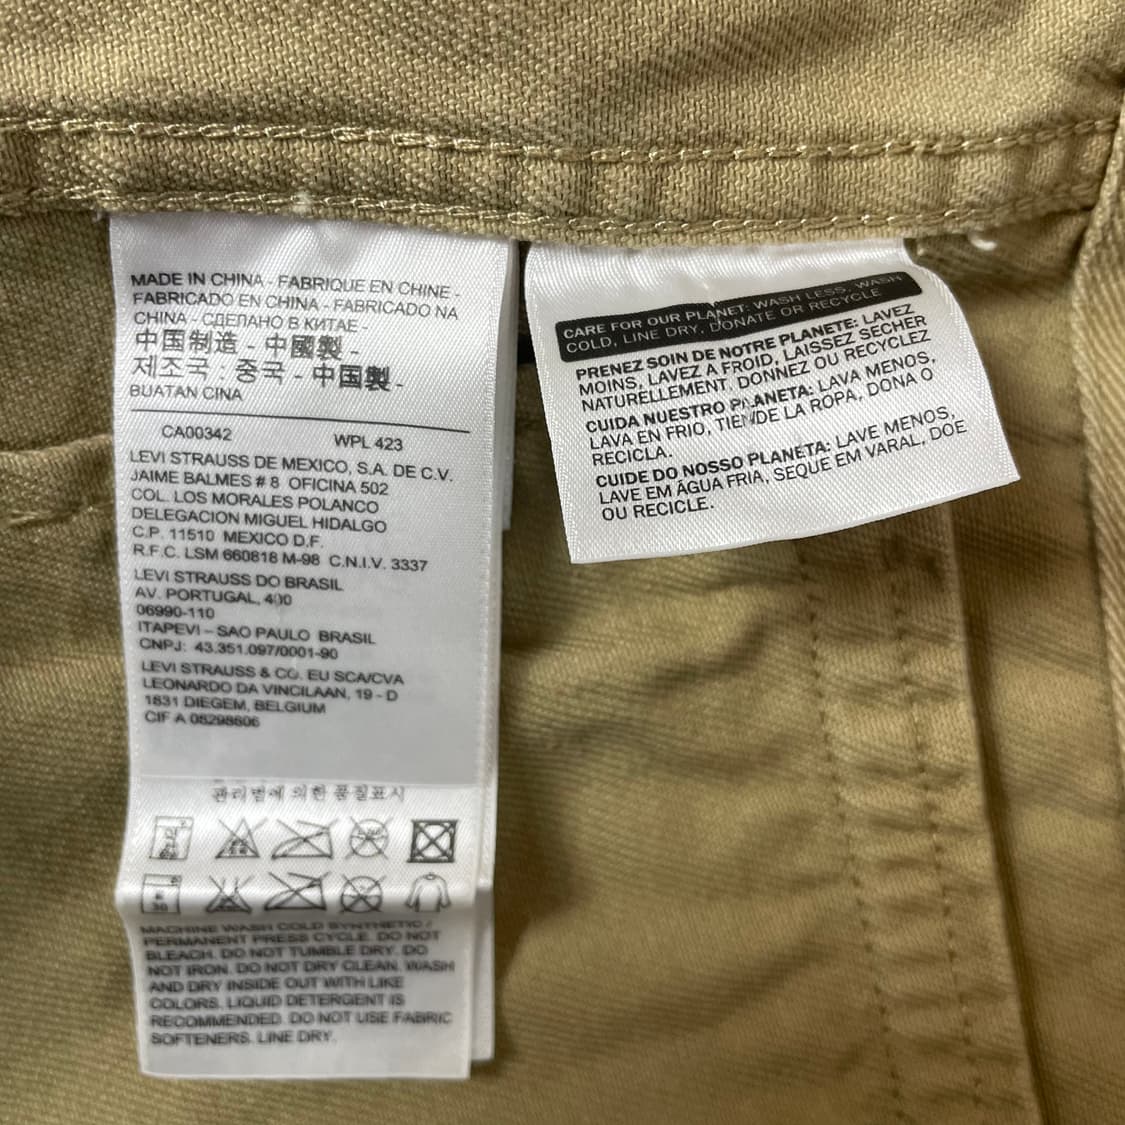 MADE IN CHINA - FABRIQUE EN CHINE -
FABRICADO EN CHINA - FABRICADO NA
CHINA - СДЕЛАНО В КИТАЕ -
中国制造 - 中國製 -
제조국 : 중국 - 中国製 -
BUATAN CINA
CA00342 WPL 423
LEVI STRAUSS DE MEXICO, S.A. DE C.V.
JAIME BALMES # 8 OFICINA 502
COL. LOS MORALES POLANCO
DELEGACION MIGUEL HIDALGO
C.P. 11510 MEXICO D.F.
R.F.C. LSM 660818 M-98 C.N.I.V. 3337
LEVI STRAUSS DO BRASIL
AV. PORTUGAL, 400
06990-110
ITAPEVI – SAO PAULO BRASIL
CNPJ: 43.351.097/0001-90
LEVI STRAUSS & CO. EU SCA/CVA
LEONARDO DA VINCILAAN, 19 - D
1831 DIEGEM, BELGIUM
CIF A 08298606
관리법에 의한 품질표시
30
MACHINE WASH COLD SYNTHETIC /
PERMANENT PRESS CYCLE. DO NOT
BLEACH. DO NOT TUMBLE DRY. DO
NOT IRON. DO NOT DRY CLEAN. WASH
AND DRY INSIDE OUT WITH LIKE
COLORS. LIQUID DETERGENT IS
RECOMMENDED. DO NOT USE FABRIC
SOFTENERS. LINE DRY.
CARE FOR OUR PLANET: WASH LESS, WASH
COLD, LINE DRY, DONATE OR RECYCLE
PRENEZ SOIN DE NOTRE PLANETE: LAVEZ
MOINS, LAVEZ A FROID, LAISSEZ SECHER
NATURELLEMENT, DONNEZ OU RECYCLEZ
CUIDA NUESTRO PLANETA: LAVA MENOS,
LAVA EN FRIO, TIENDE LA ROPA, DONA O
RECICLA.
CUIDE DO NOSSO PLANETA: LAVE MENOS,
LAVE EM ÁGUA FRIA, SEQUE EM VARAL, DOE
OU RECICLE.